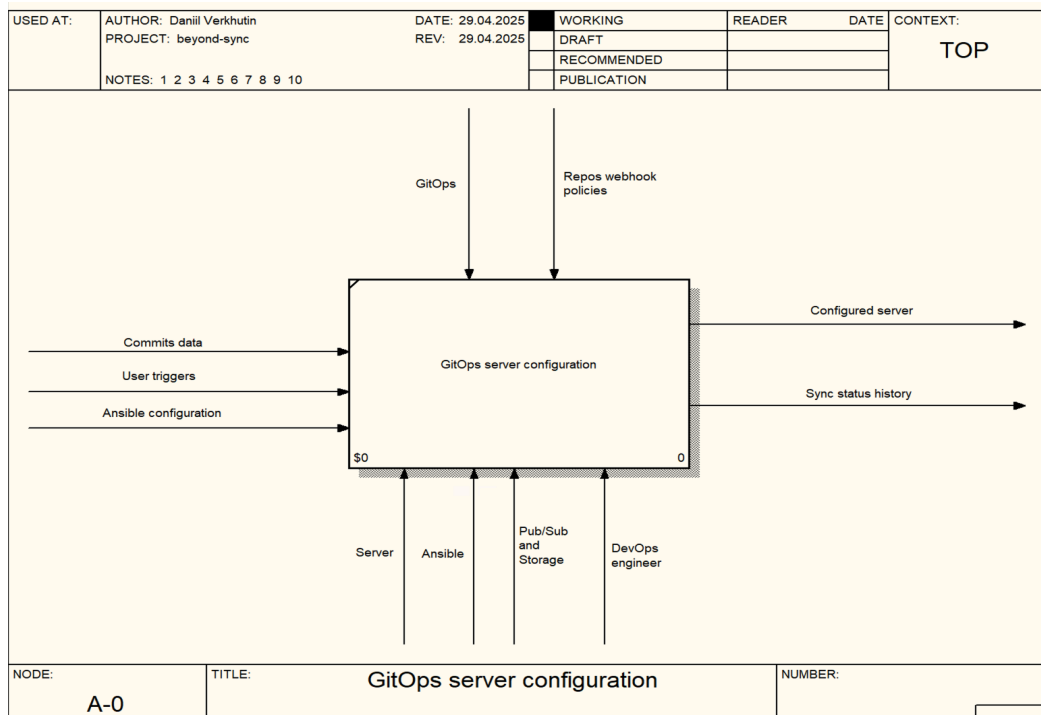 USED AT:
AUTHOR: Daniil Verkhutin
DATE: 29.04.2025
PROJECT: beyond-sync
REV: 29.04.2025
NOTES: 1 2 3 4 5 6 7 8 9 10
WORKING
DRAFT
RECOMMENDED
PUBLICATION
READER
DATE
CONTEXT:
TOP
GitOps
Repos webhook
policies
Commits data
User triggers
Ansible configuration
GitOps server configuration
$0
0
Configured server
Sync status history
Server
Ansible
Pub/Sub
and
Storage
DevOps
engineer
NODE:
A-0
TITLE:
GitOps server configuration
NUMBER: